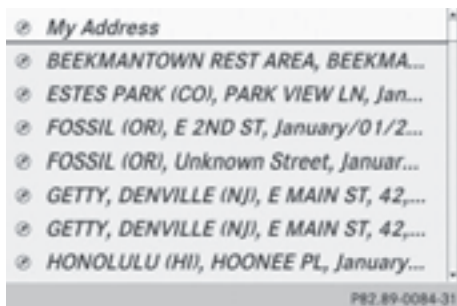 My Address
BEEKMANTOWN REST AREA, BEEKMA...
ESTES PARK (CO), PARK VIEW LN, Jan...
FOSSIL (OR), E 2ND ST, January/01/2...
FOSSIL (OR), Unknown Street, Januar...
GETTY, DENVILLE (NJ), E MAIN ST, 42,...
GETTY, DENVILLE (NJ), E MAIN ST, 42,...
HONOLULU (HI), HOONEE PL, January...
P82.89-0084-31